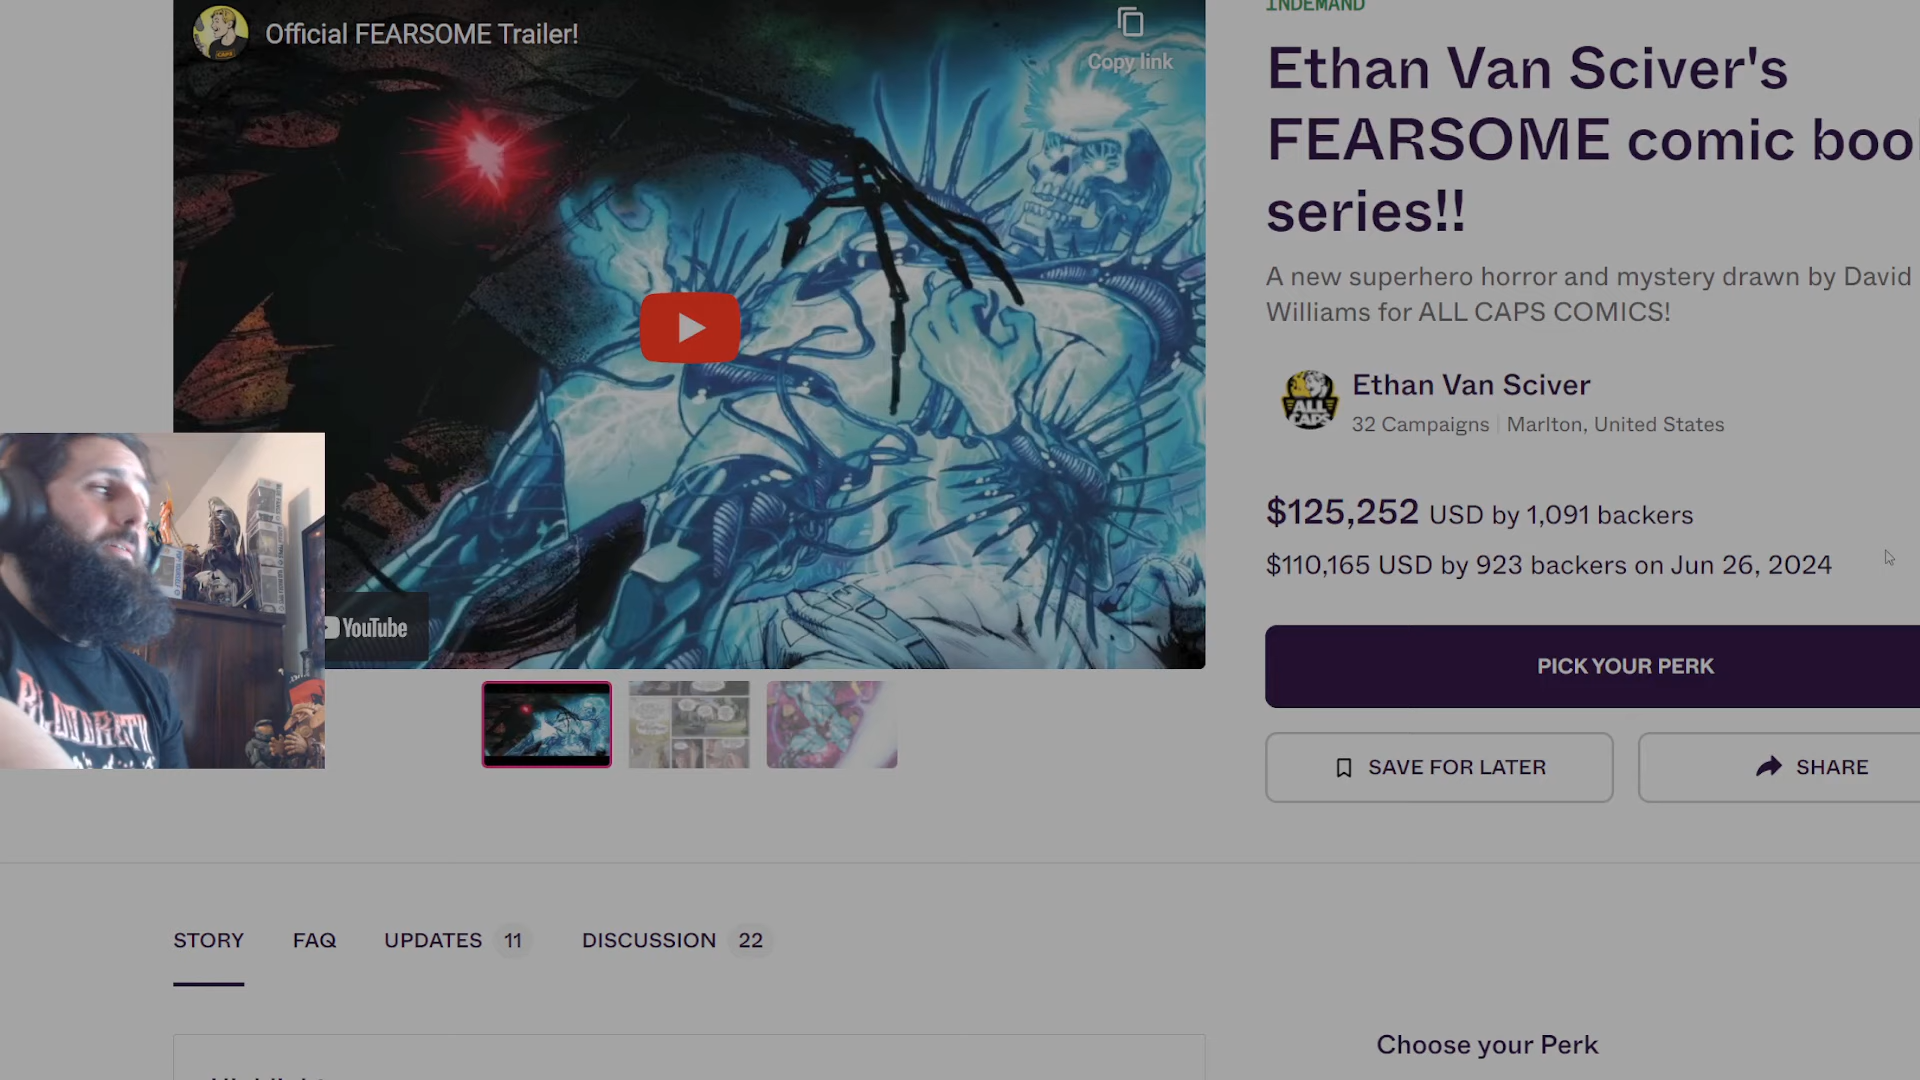 INDEMAND
Official FEARSOME Trailer!
Copy link
Ethan Van Sciver's
FEARSOME comic boo
series!!
A new superhero horror and mystery drawn by David
Williams for ALL CAPS COMICS!
ALL
CAPS
Ethan Van Sciver
32 Campaigns
Marlton, United States
$125,252 USD by 1,091 backers
$110,165 USD by 923 backers on Jun 26, 2024
YouTube
PICK YOUR PERK
SAVE FOR LATER
SHARE
STORY
FAQ
UPDATES 11
DISCUSSION 22
Choose your Perk